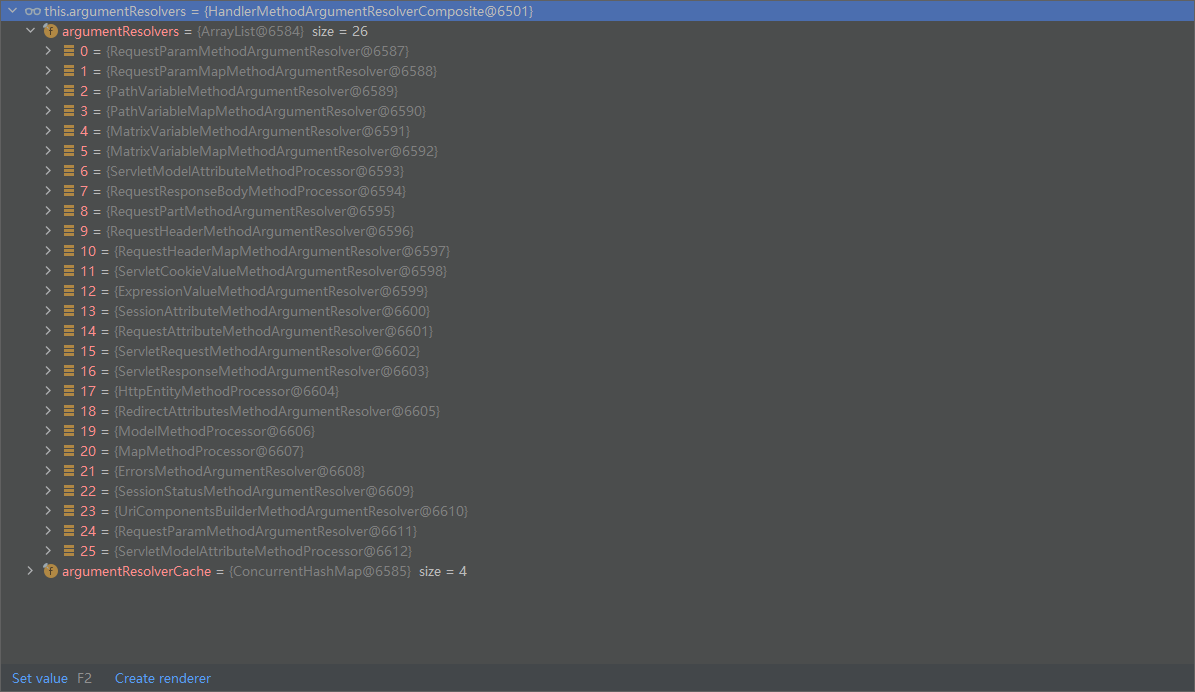 this.argumentResolvers = {HandlerMethodArgumentResolverComposite@6501}
f argumentResolvers = {ArrayList@6584} size = 26
0 = {RequestParamMethodArgumentResolver@6587}
1 = {RequestParamMapMethodArgumentResolver@6588}
2 = {PathVariableMethodArgumentResolver@6589}
3 = {PathVariableMapMethodArgumentResolver@6590}
4 = {MatrixVariableMethodArgumentResolver@6591}
5 = {MatrixVariableMapMethodArgumentResolver@6592}
6 = {ServletModelAttributeMethodProcessor@6593}
7 = {RequestResponseBodyMethodProcessor@6594}
8 = {RequestPartMethodArgumentResolver@6595}
9 = {RequestHeaderMethodArgumentResolver@6596}
10 = {RequestHeaderMapMethodArgumentResolver@6597}
11 = {ServletCookieValueMethodArgumentResolver@6598}
12 = {ExpressionValueMethodArgumentResolver@6599}
13 = {SessionAttributeMethodArgumentResolver@6600}
14 = {RequestAttributeMethodArgumentResolver@6601}
15 = {ServletRequestMethodArgumentResolver@6602}
16 = {ServletResponseMethodArgumentResolver@6603}
17 = {HttpEntityMethodProcessor@6604}
18 = {RedirectAttributesMethodArgumentResolver@6605}
19 = {ModelMethodProcessor@6606}
20 = {MapMethodProcessor@6607}
21 = {ErrorsMethodArgumentResolver@6608}
22 = {SessionStatusMethodArgumentResolver@6609}
23 = {UriComponentsBuilderMethodArgumentResolver@6610}
24 = {RequestParamMethodArgumentResolver@6611}
25 = {ServletModelAttributeMethodProcessor@6612}
f argumentResolverCache = {ConcurrentHashMap@6585} size = 4
Set value F2 Create renderer